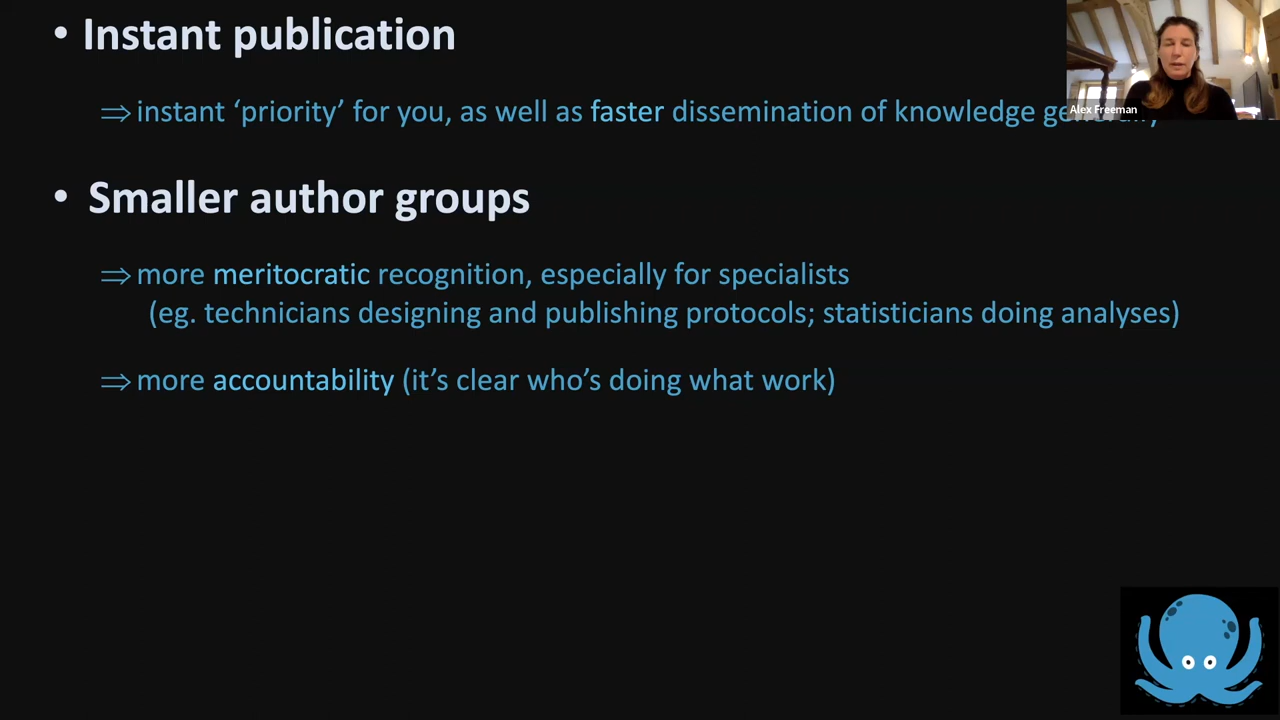 • Instant publication
⇒ instant ‘priority’ for you, as well as faster dissemination of knowledge
Alex Freeman
• Smaller author groups
⇒ more meritocratic recognition, especially for specialists
(eg. technicians designing and publishing protocols; statisticians doing analyses)
⇒ more accountability (it’s clear who’s doing what work)